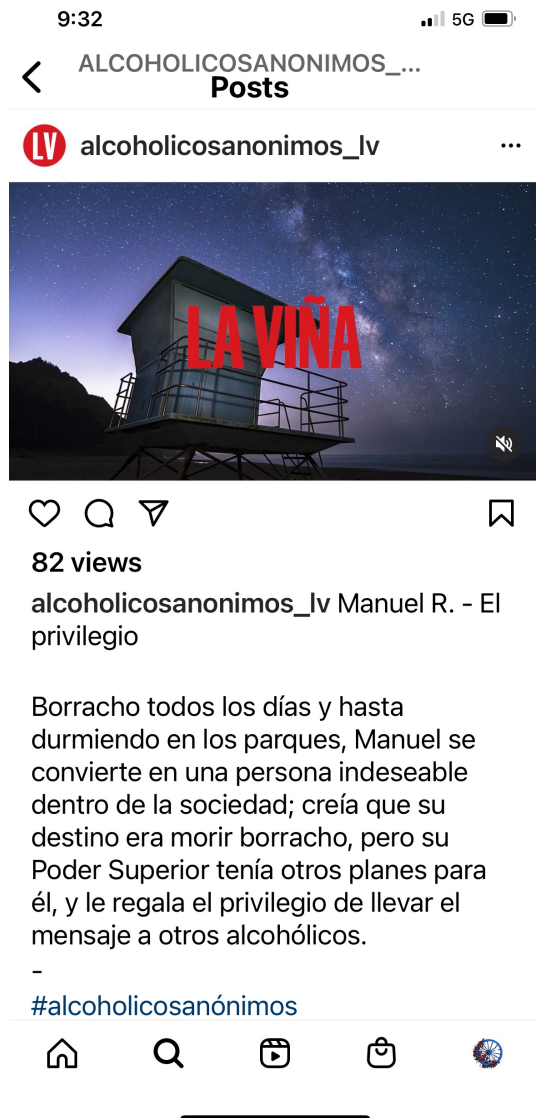 9:32
5G
ALCOHOLICOSANONIMOS_...
Posts
LV
alcoholicosanonimos_lv
LA VIÑA
82 views
alcoholicosanonimos_lv Manuel R. - El
privilegio
Borracho todos los días y hasta
durmiendo en los parques, Manuel se
convierte en una persona indeseable
dentro de la sociedad; creía que su
destino era morir borracho, pero su
Poder Superior tenía otros planes para
él, y le regala el privilegio de llevar el
mensaje a otros alcohólicos.
-
#alcoholicosanónimos